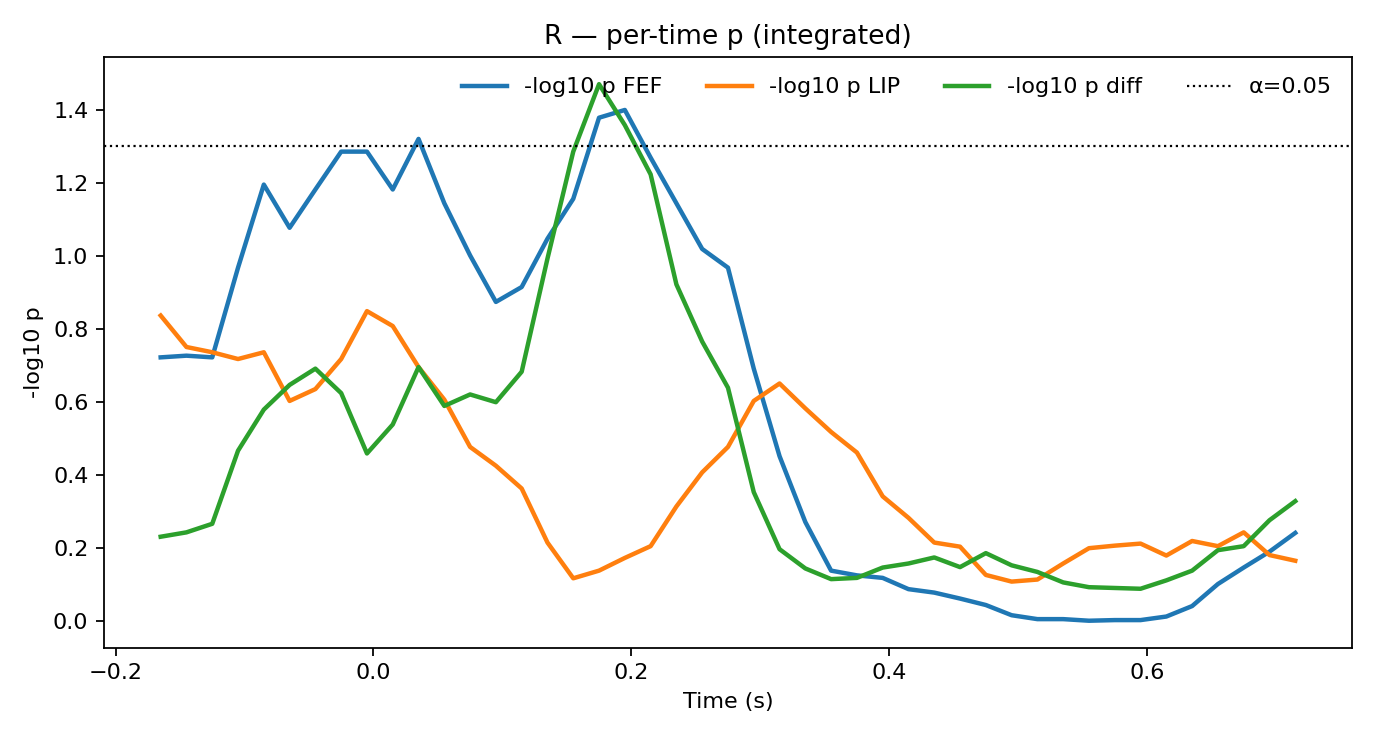 R — per-time p (integrated)
-log10 p FEF
-log10 p LIP
-log10 p diff
α=0.05
-log10 p
1.4
1.2
1.0
0.8
0.6
0.4
0.2
0.0
−0.2
0.0
0.2
0.4
0.6
Time (s)